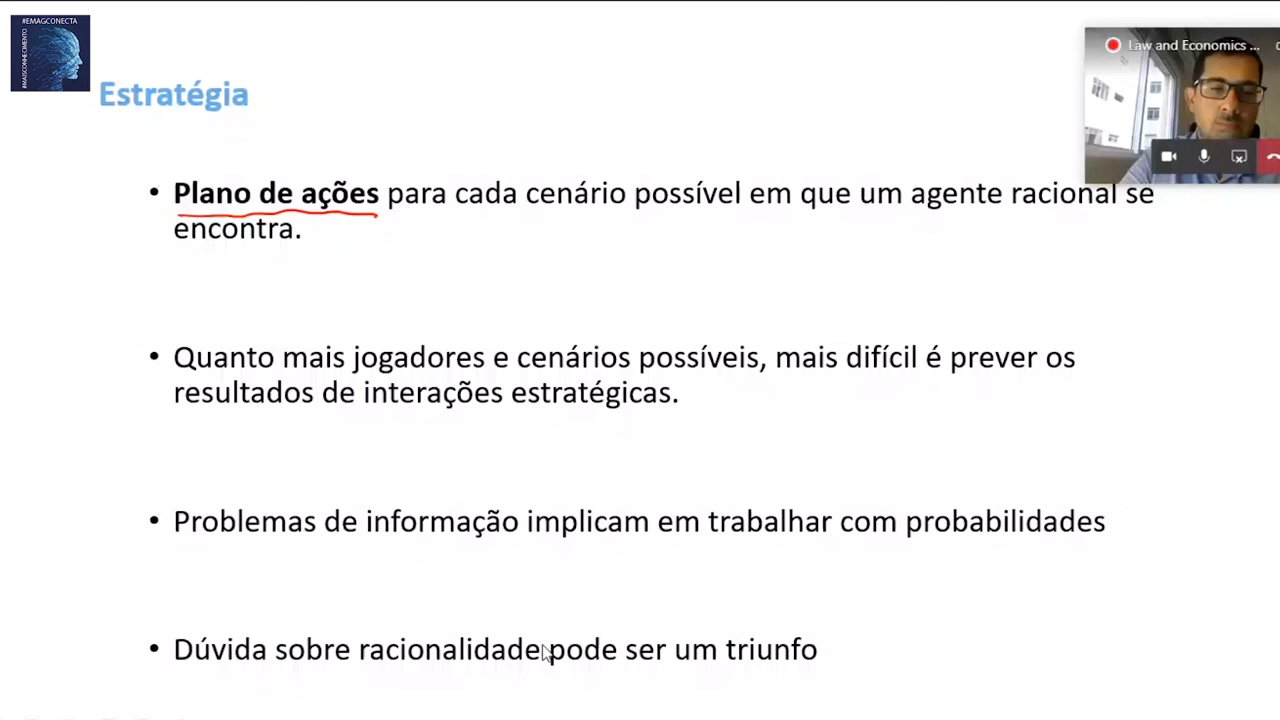 #EMAGCONECTA
#MAISCONHECIMENTO
Law and Economics ...
Estratégia
• Plano de ações para cada cenário possível em que um agente racional se
encontra.
• Quanto mais jogadores e cenários possíveis, mais difícil é prever os
resultados de interações estratégicas.
• Problemas de informação implicam em trabalhar com probabilidades
• Dúvida sobre racionalidade pode ser um triunfo